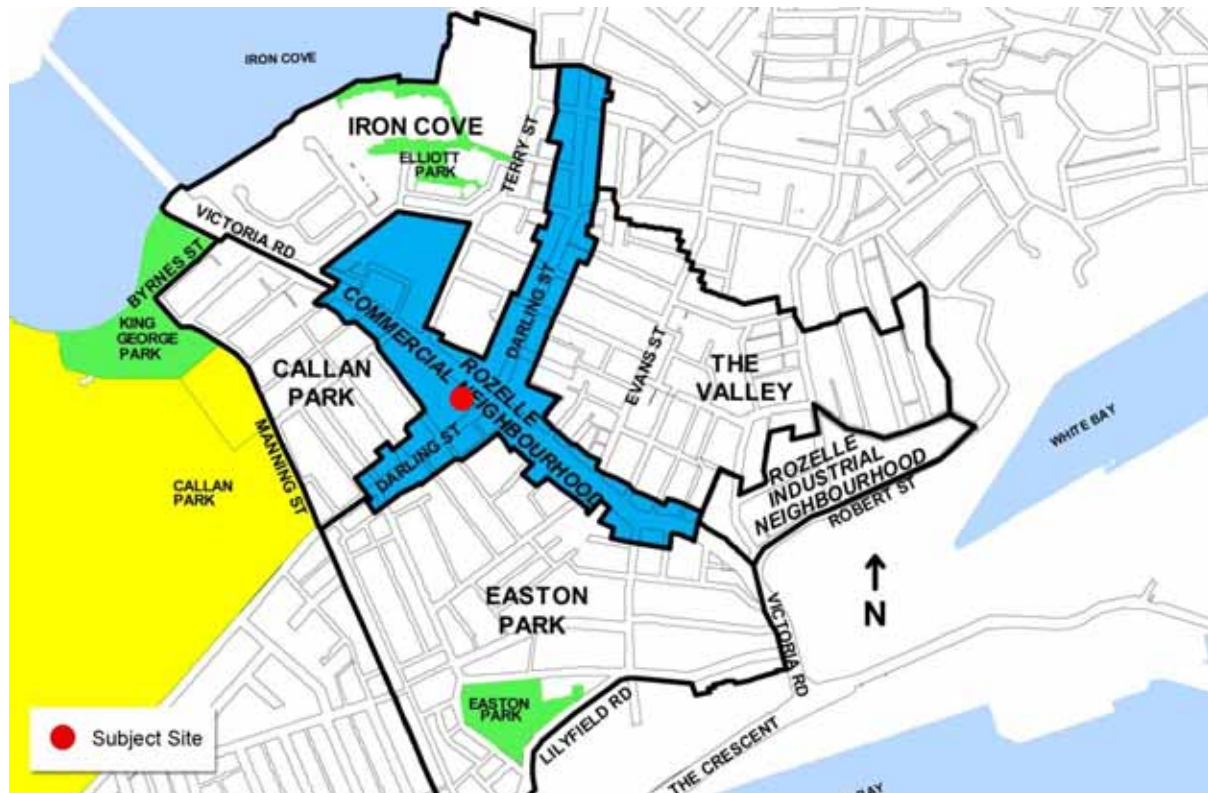 IRON COVE
IRON COVE
ELLIOTT
PARK
TERRY ST
VICTORIA RD
BYRNES ST
KING
GEORGE
PARK
COMMERCIAL NEIGHBOURHOOD
ROZELLE
DARLING ST
CALLAN
PARK
EVANS ST
THE
VALLEY
MANNING ST
DARLING ST
CALLAN
PARK
ROZELLE
INDUSTRIAL
NEIGHBOURHOOD
ROBERT ST
WHITE BAY
N
EASTON
PARK
VICTORIA RD
EASTON
PARK
LILYFIELD RD
THE CRESCENT
BAY
Subject Site